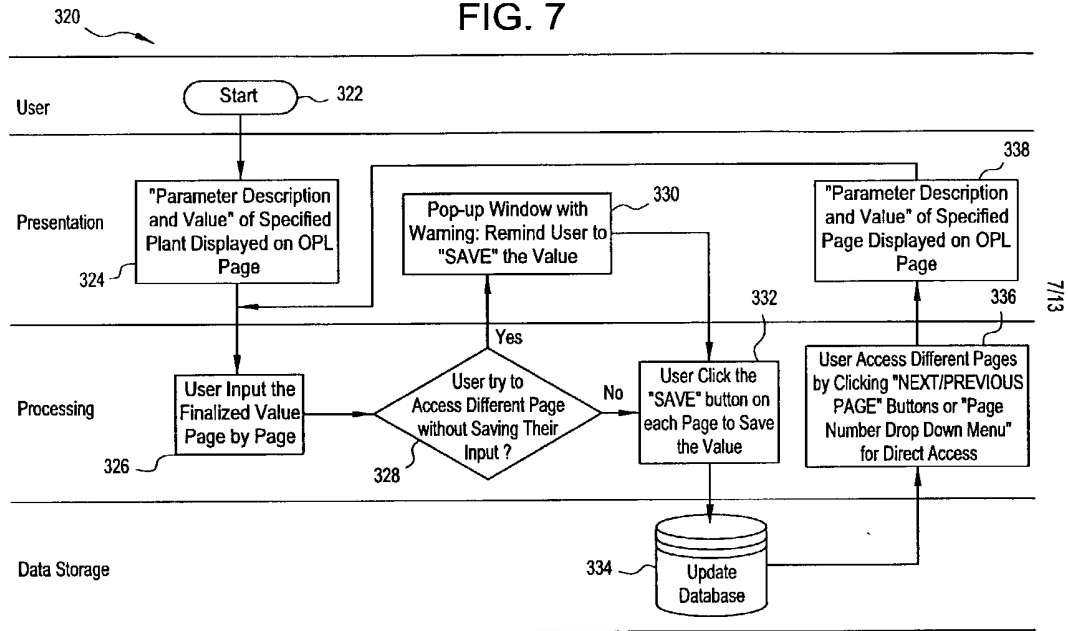 FIG. 7
320
User
Start
322
Presentation
"Parameter Description
and Value" of Specified
Plant Displayed on OPL
Page
324
Pop-up Window with
Warning: Remind User to
"SAVE" the Value
330
"Parameter Description
and Value" of Specified
Page Displayed on OPL
Page
338
7/13
Processing
User Input the
Finalized Value
Page by Page
326
Yes
User try to
Access Different Page
without Saving Their
Input ?
328
No
332
User Click the
"SAVE" button on
each Page to Save
the Value
336
User Access Different Pages
by Clicking "NEXT/PREVIOUS
PAGE" Buttons or "Page
Number Drop Down Menu"
for Direct Access
Data Storage
334
Update
Database